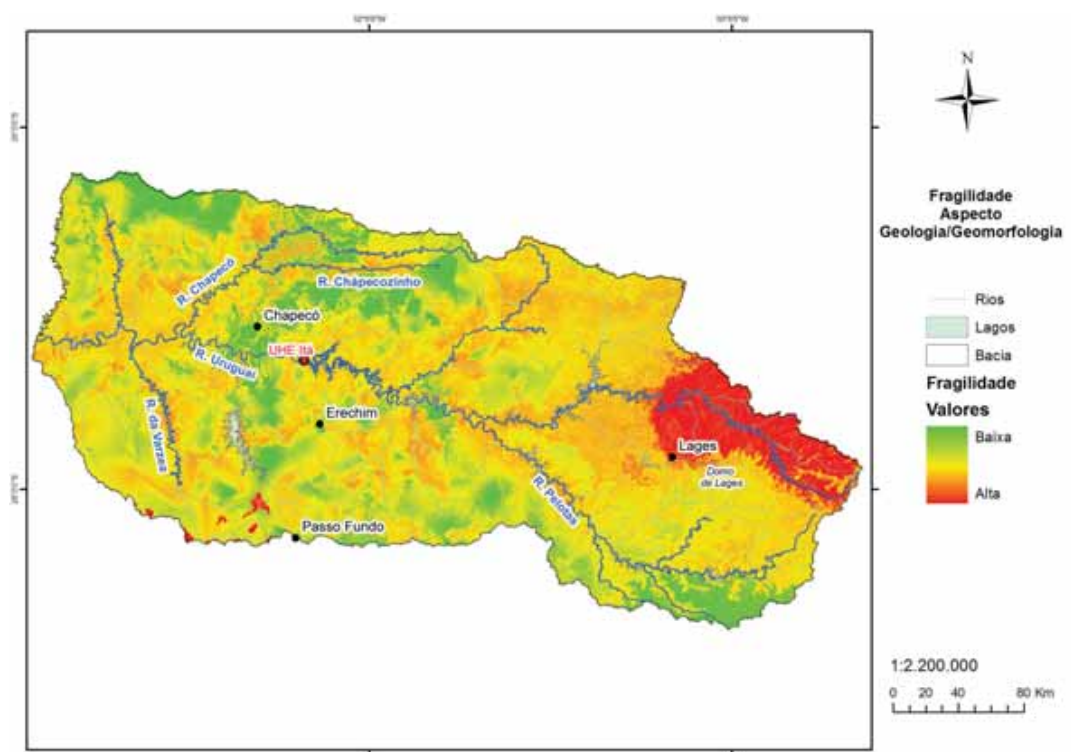 N
Fragilidade
Aspecto
Geologia/Geomorfologia
Rios
Lagos
Bacia
Fragilidade
Valores
Baixa
Alta
1:2.200.000
0 20 40 80 Km
R. Chapecó
R. Chapecozinho
Chapecó
UHE Itá
R. Uruguai
R. da Varzea
Erechim
Lages
Domo
de Lages
R. Pelotas
Passo Fundo